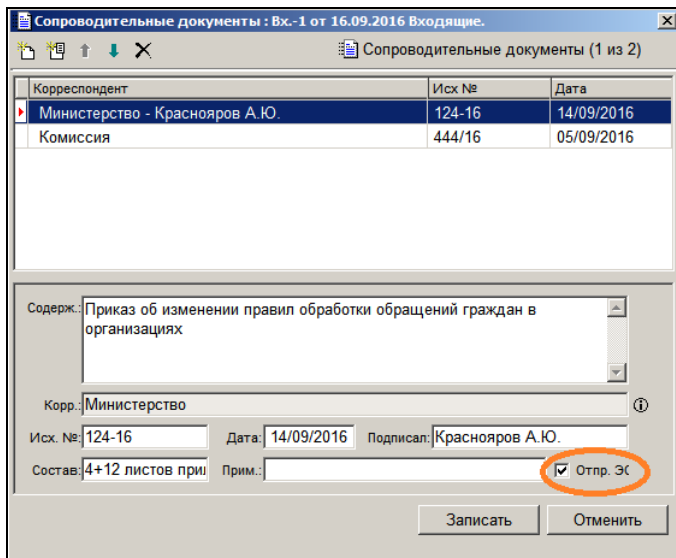 Сопроводительные документы : Вх.-1 от 16.09.2016 Входящие.
Сопроводительные документы (1 из 2)
Корреспондент Исх № Дата
Министерство - Краснояров А.Ю. 124-16 14/09/2016
Комиссия 444/16 05/09/2016
Содерж.: Приказ об изменении правил обработки обращений граждан в
организациях
Корр.: Министерство
Исх. №: 124-16 Дата: 14/09/2016 Подписал: Краснояров А.Ю.
Состав: 4+12 листов при Прим.: Отпр. ЭС
Записать Отменить